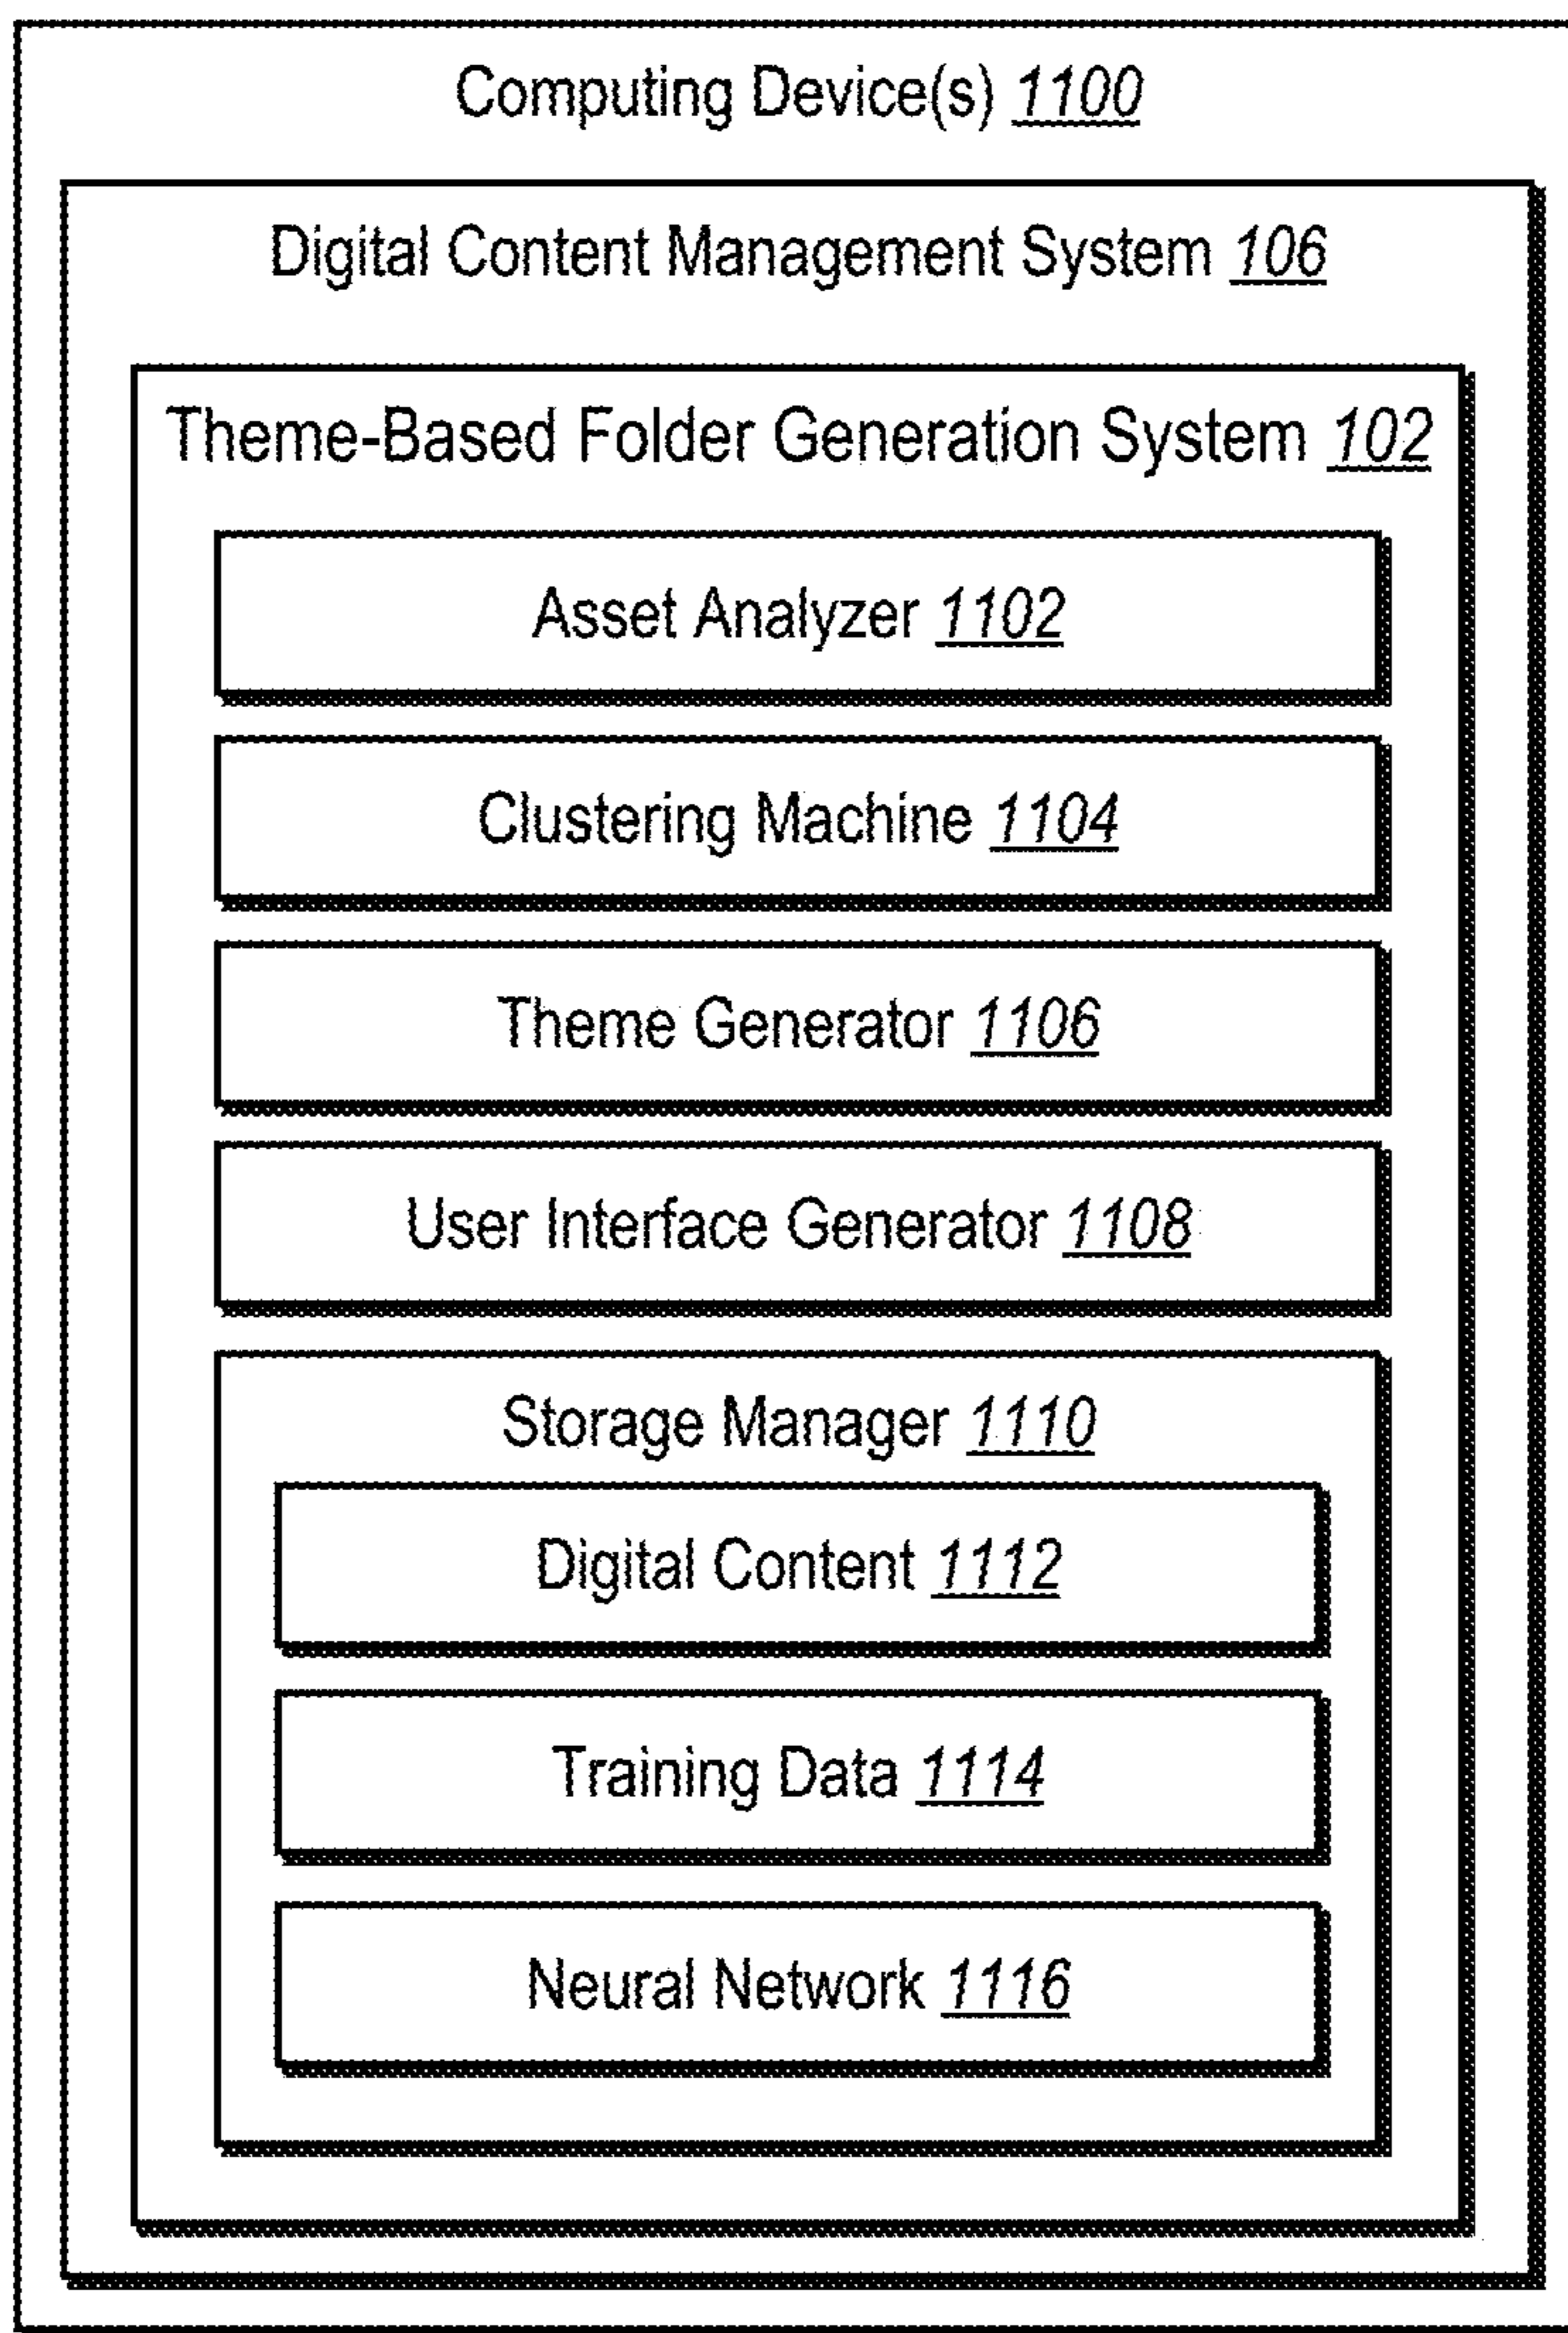 Computing Device(s) 1100
Digital Content Management System 106
Theme-Based Folder Generation System 102
Asset Analyzer 1102
Clustering Machine 1104
Theme Generator 1106
User Interface Generator 1108
Storage Manager 1110
Digital Content 1112
Training Data 1114
Neural Network 1116